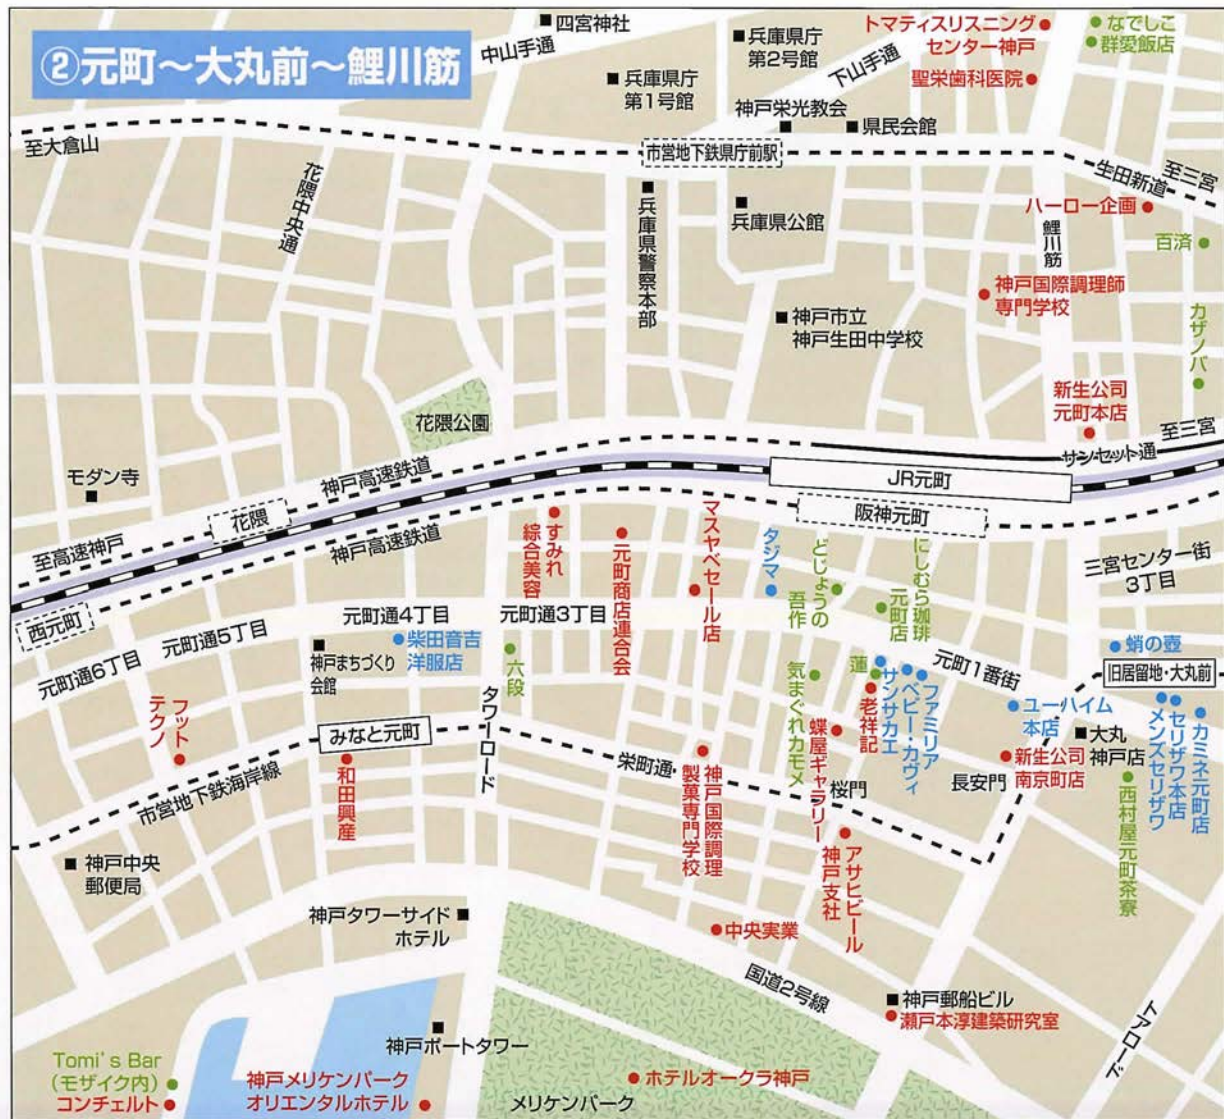 ②元町～大丸前～鯉川筋
四宮神社
中山手通
兵庫県庁
第1号館
兵庫県庁
第2号館
下山手通
トマティスリスニング
センター神戸
聖栄歯科医院
なでしこ
群愛飯店
神戸栄光教会
県民会館
至大倉山
市営地下鉄県庁前駅
花隈中央通
兵庫県警察本部
兵庫県公館
生田新道
至三宮
ハーロー企画
鯉川筋
百済
神戸国際調理師
専門学校
神戸市立
神戸生田中学校
カザノバ
新生公司
元町本店
花隈公園
至三宮
サンセット通
モダン寺
神戸高速鉄道
JR元町
花隈
阪神元町
至高速神戸
神戸高速鉄道
西元町
すみれ
綜合美容
元町商店連合会
マスヤベセール店
タジマ
どじょうの
吾作
にしむら珈琲
元町店
三宮センター街
3丁目
元町通6丁目
元町通5丁目
元町通4丁目
元町通3丁目
元町1番街
神戸まちづくり
会館
柴田音吉
洋服店
六段
気まぐれカモメ
蓮
老祥記
サンサカエ
ベビー・カヴィ
ファミリア
蛸の壺
旧居留地・大丸前
ユーハイム
本店
大丸
神戸店
セリザワ本店
メンズセリザワ
カミネ元町店
フット
テクノ
みなと元町
タワーロード
栄町通
蝶屋ギャラリー
桜門
長安門
新生公司
南京町店
西村屋元町茶寮
市営地下鉄海岸線
和田興産
神戸国際調理
製菓専門学校
アサヒビール
神戸支社
神戸中央
郵便局
神戸タワーサイド
ホテル
中央実業
国道2号線
神戸郵船ビル
瀬戸本淳建築研究室
トアロード
神戸ポートタワー
Tomi's Bar
(モザイク内)
コンチェルト
神戸メリケンパーク
オリエンタルホテル
ホテルオークラ神戸
メリケンパーク